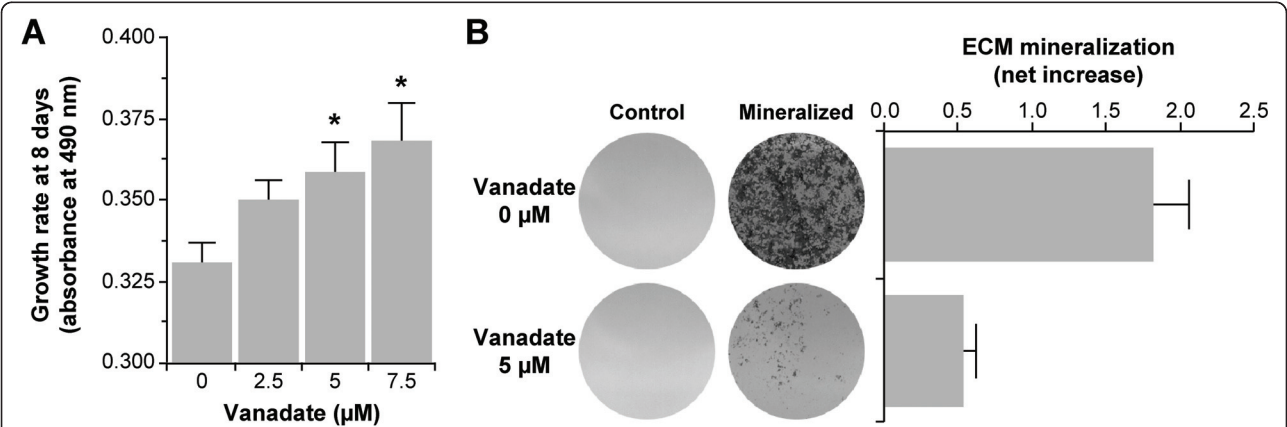 A
Growth rate at 8 days
(absorbance at 490 nm)
0.400
0.375
0.350
0.325
0.300
*
*
0 2.5 5 7.5
Vanadate (µM)
B
ECM mineralization
(net increase)
0.0 0.5 1.0 1.5 2.0 2.5
Control Mineralized
Vanadate
0 µM
Vanadate
5 µM